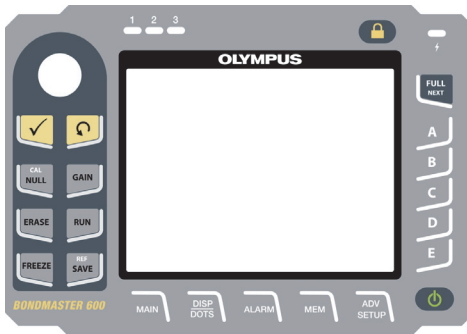 1 2 3
OLYMPUS
FULL
NEXT
A
B
C
D
E
CAL
NULL
GAIN
ERASE
RUN
FREEZE
REF
SAVE
BONDMASTER 600
MAIN
DISP
DOTS
ALARM
MEM
ADV
SETUP